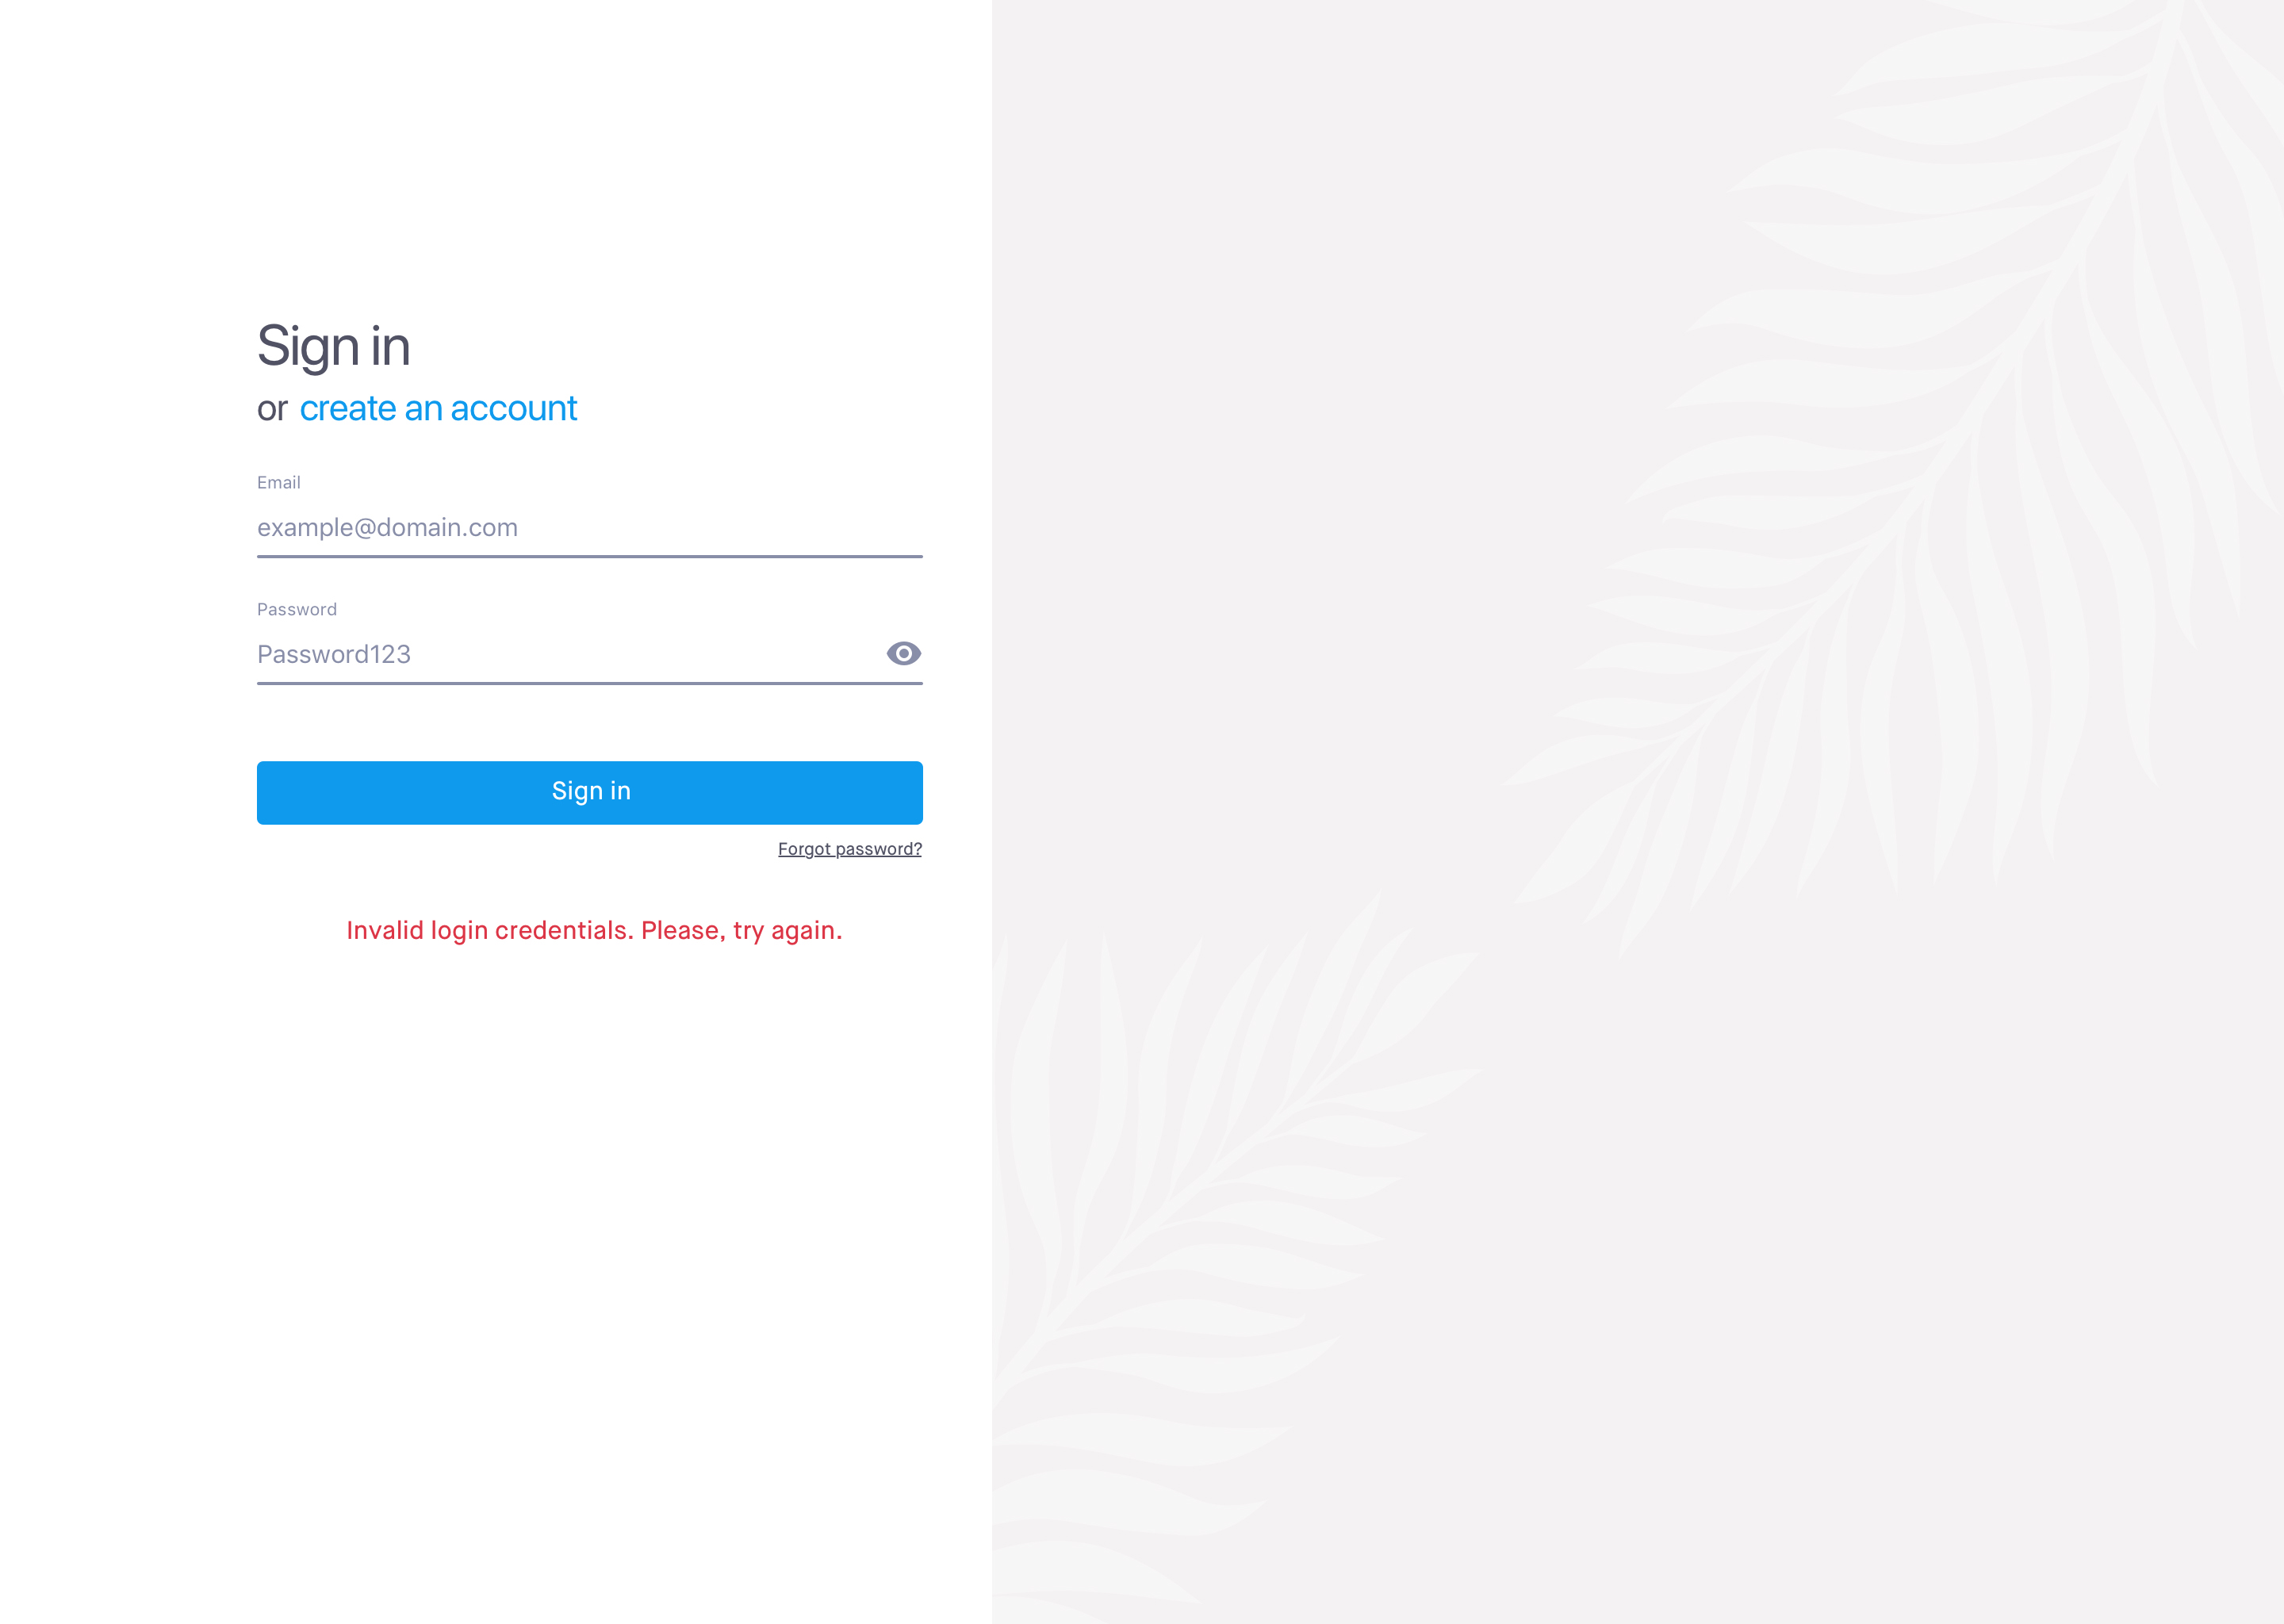 Sign in
or create an account
Email
example@domain.com
Password
Password123
Sign in
Forgot password?
Invalid login credentials. Please, try again.